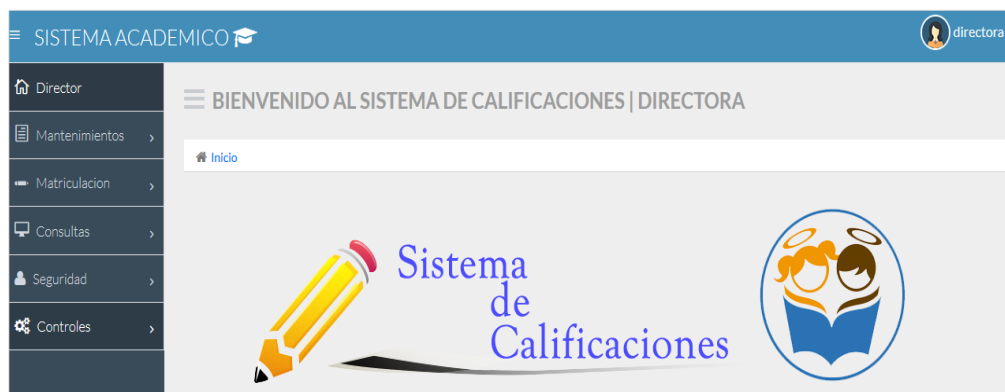 SISTEMA ACADEMICO
directora
Director
BIENVENIDO AL SISTEMA DE CALIFICACIONES | DIRECTORA
Mantenimientos
Inicio
Matriculacion
Consultas
Seguridad
Controles
Sistema
de
Calificaciones